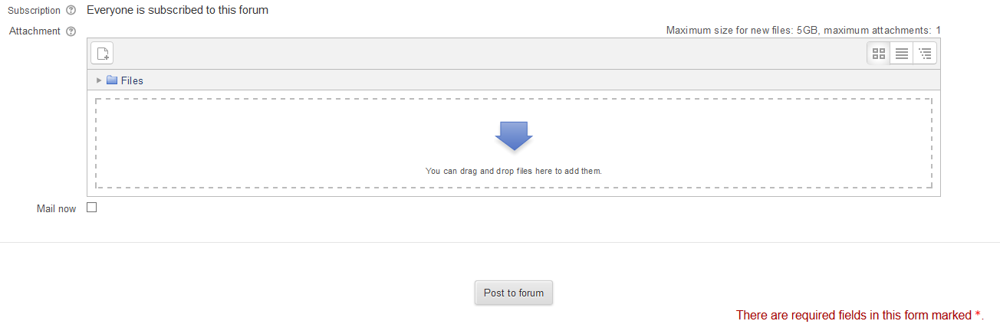 Subscription Everyone is subscribed to this forum
Attachment Maximum size for new files: 5GB, maximum attachments: 1
Files
You can drag and drop files here to add them.
Mail now
Post to forum
There are required fields in this form marked *.